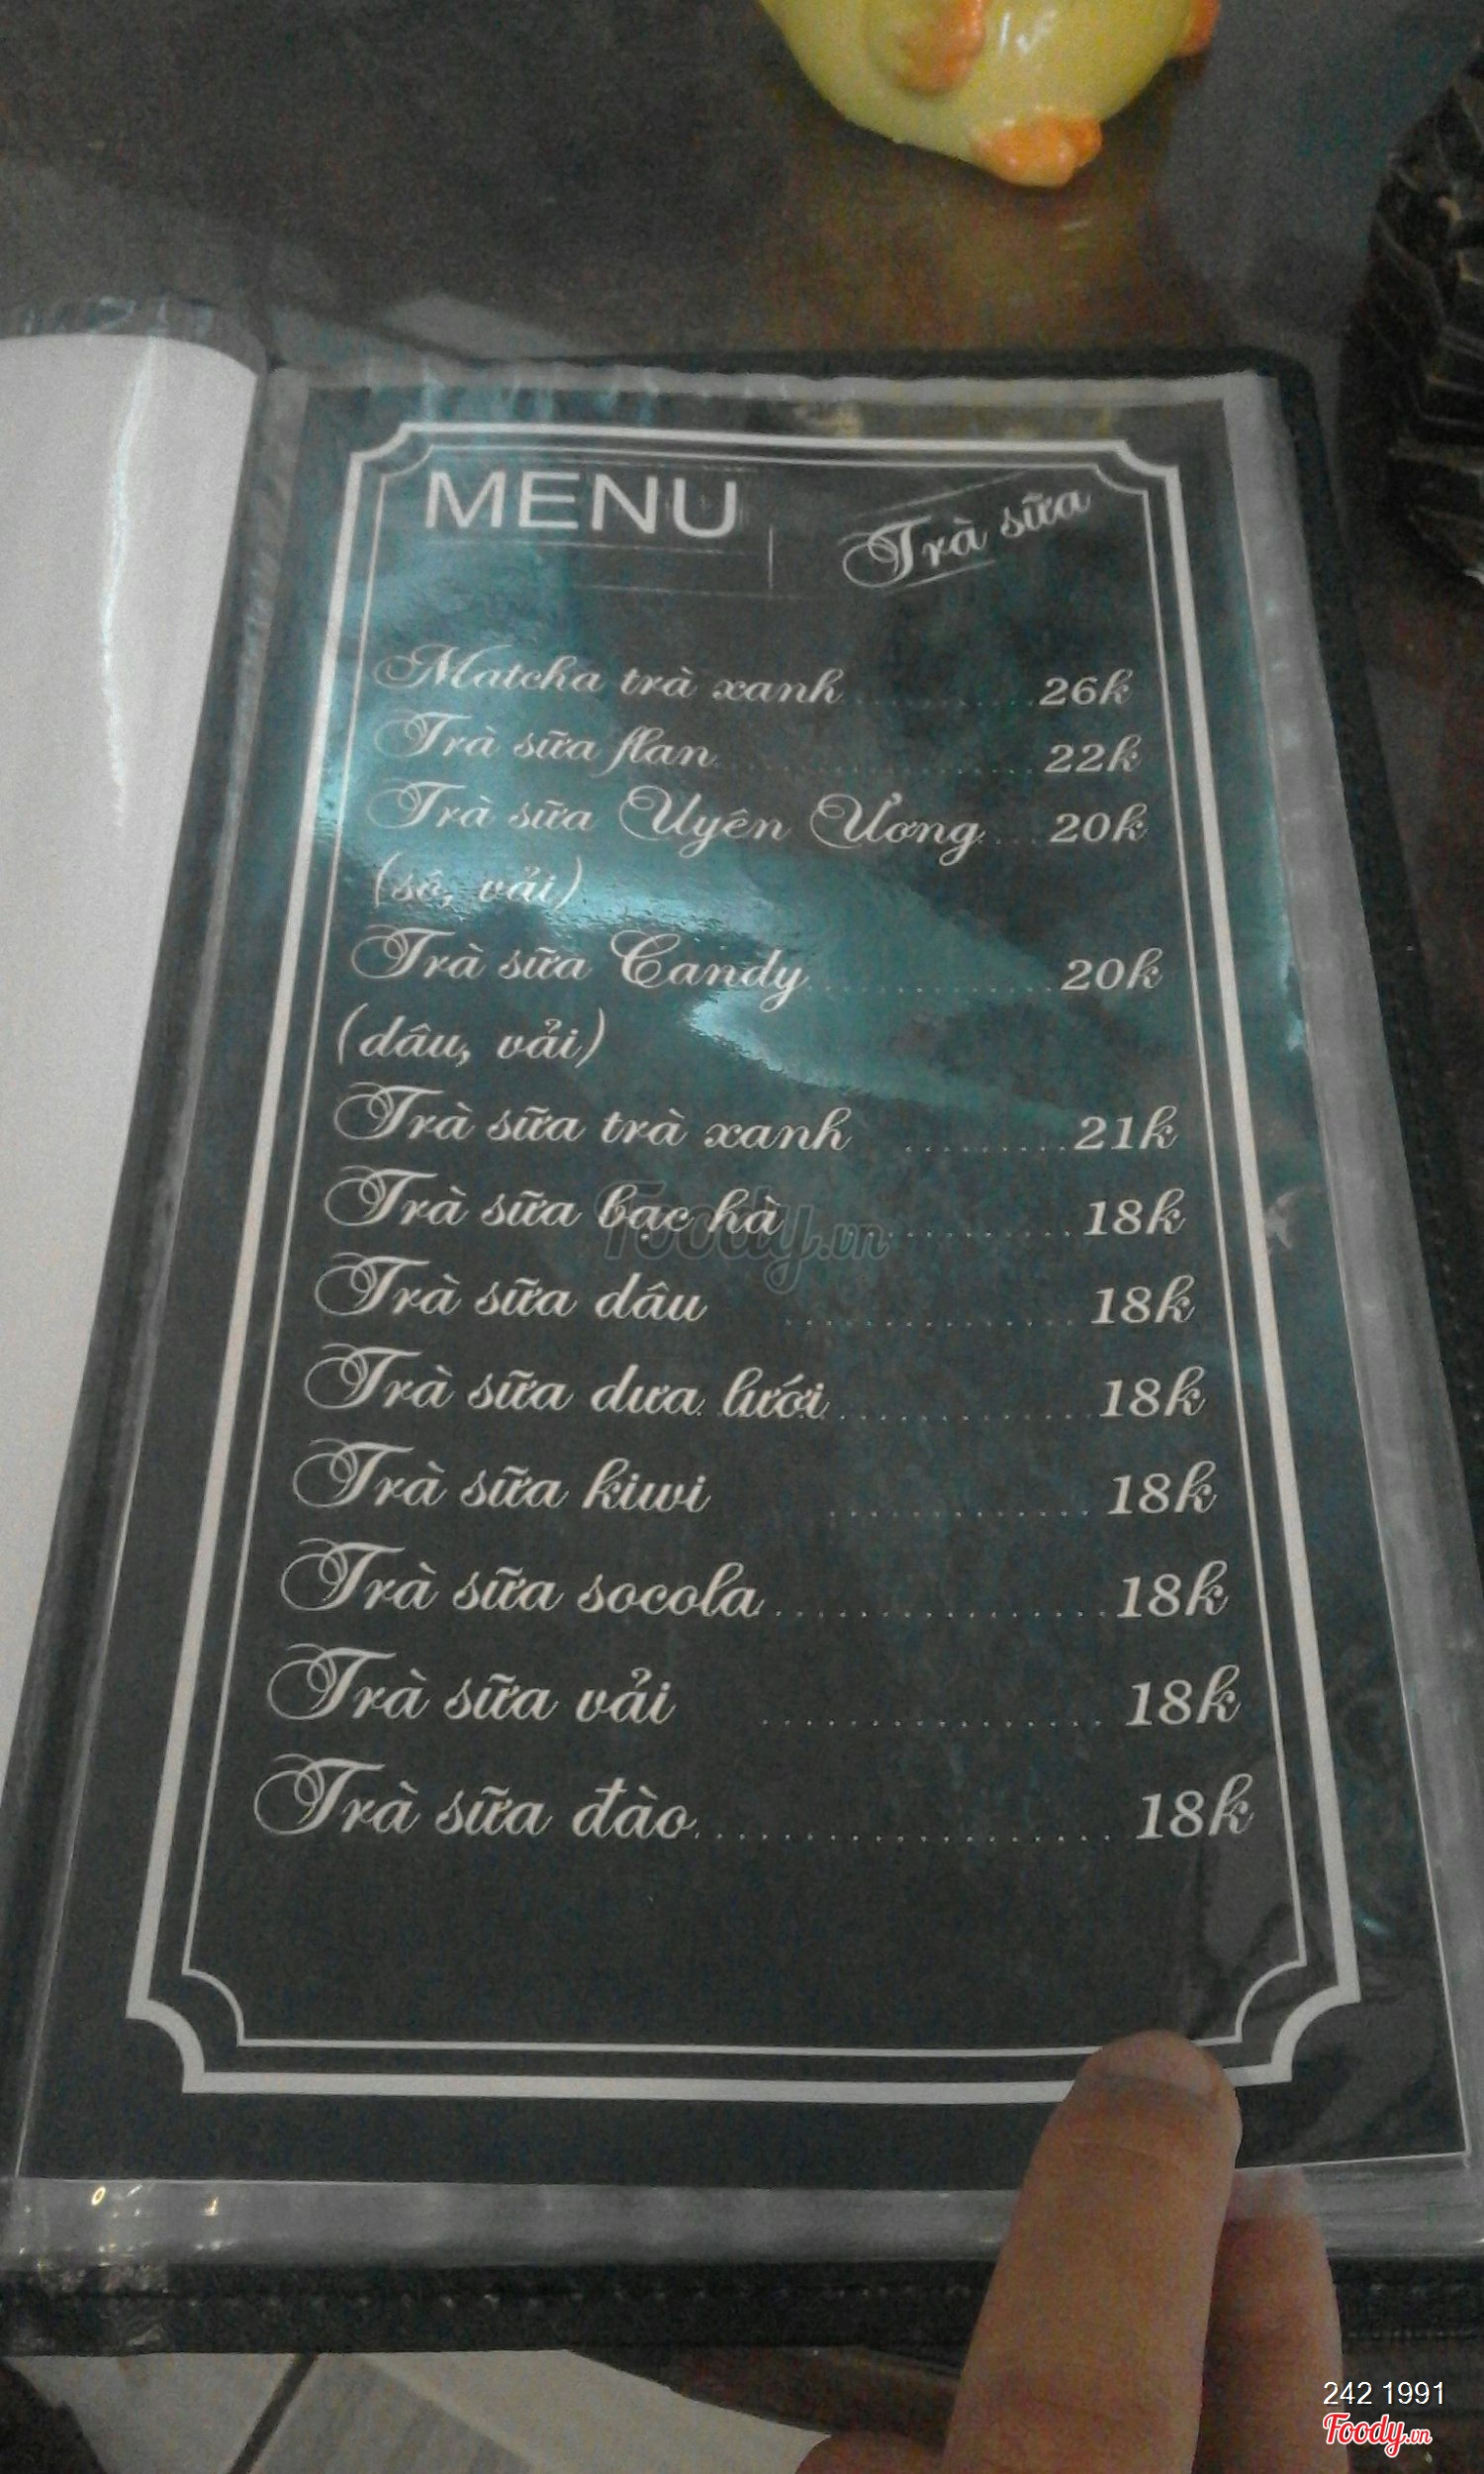 MENU
Trà sữa
Matcha trà xanh..........26k
Trà sữa flan..........22k
Trà sữa Uyên Ương....20k
(sô, vải)
Trà sữa Candy..........20k
(dâu, vải)
Trà sữa trà xanh ..........21k
Trà sữa bạc hà ..........18k
Trà sữa dâu ..........18k
Trà sữa dưa lưới..........18k
Trà sữa kiwi ..........18k
Trà sữa socola..........18k
Trà sữa vải ..........18k
Trà sữa đào..........18k
Foody.vn
242 1991
Foody.vn